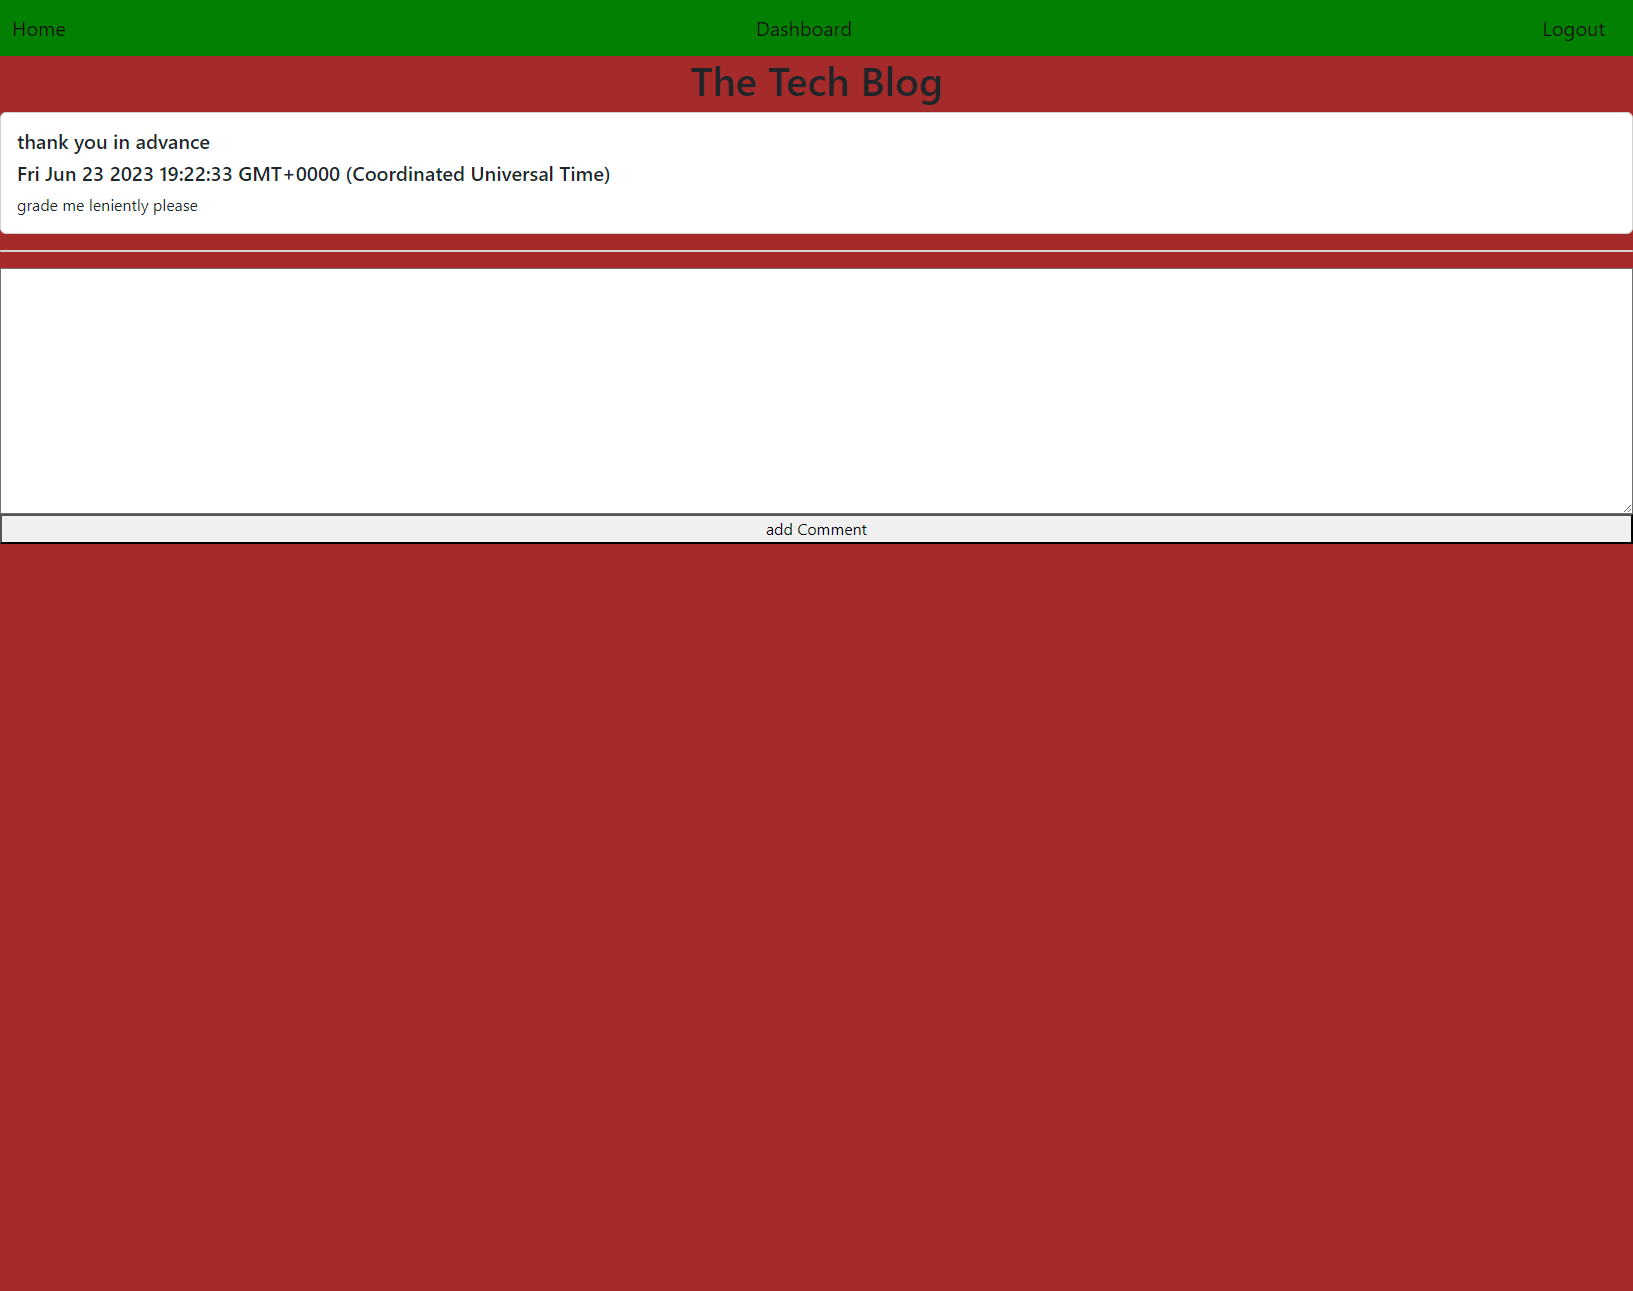 Home Dashboard Logout
The Tech Blog
thank you in advance
Fri Jun 23 2023 19:22:33 GMT+0000 (Coordinated Universal Time)
grade me leniently please
add Comment